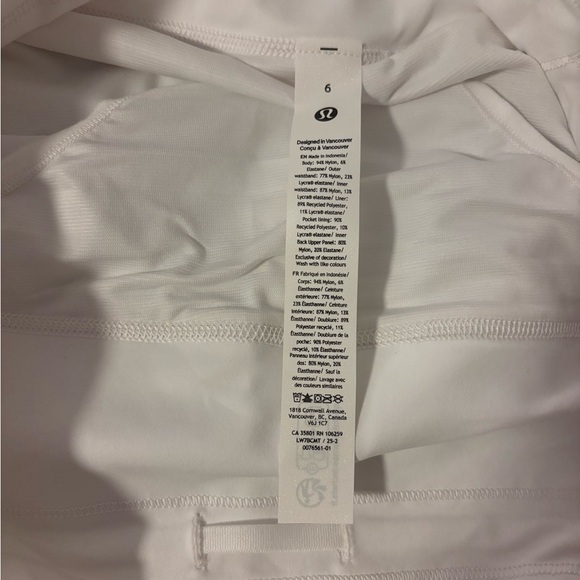 6
Designed in Vancouver
Conçu à Vancouver
EN Made in Indonesia/
Body: 94% Nylon, 6%
Elastane/ Outer
waistband: 77% Nylon, 23%
Lycra® elastane/ Inner
waistband: 87% Nylon, 13%
Lycra® elastane/ Liner:
89% Recycled Polyester,
11% Lycra® elastane/
Pocket lining: 90%
Recycled Polyester, 10%
Lycra® elastane/ Inner
Back Upper Panel: 80%
Nylon, 20% Elastane/
Exclusive of decoration/
Wash with like colours
FR Fabriqué en Indonésie/
Corps: 94% Nylon, 6%
Élasthanne/ Ceinture
extérieure: 77% Nylon,
23% Élasthanne/ Ceinture
intérieure: 87% Nylon, 13%
Élasthanne/ Doublure: 89%
Polyester recyclé, 11%
Élasthanne/ Doublure de la
poche: 90% Polyester
recyclé, 10% Élasthanne/
Panneau intérieur supérieur
dos: 80% Nylon, 20%
Élasthanne/ Sauf la
décoration/ Lavage avec
des couleurs similaires
1818 Cornwall Avenue,
Vancouver, BC, Canada
V6J 1C7
CA 35801 RN 106259
LW7BCMT / 25-2
0076561-01